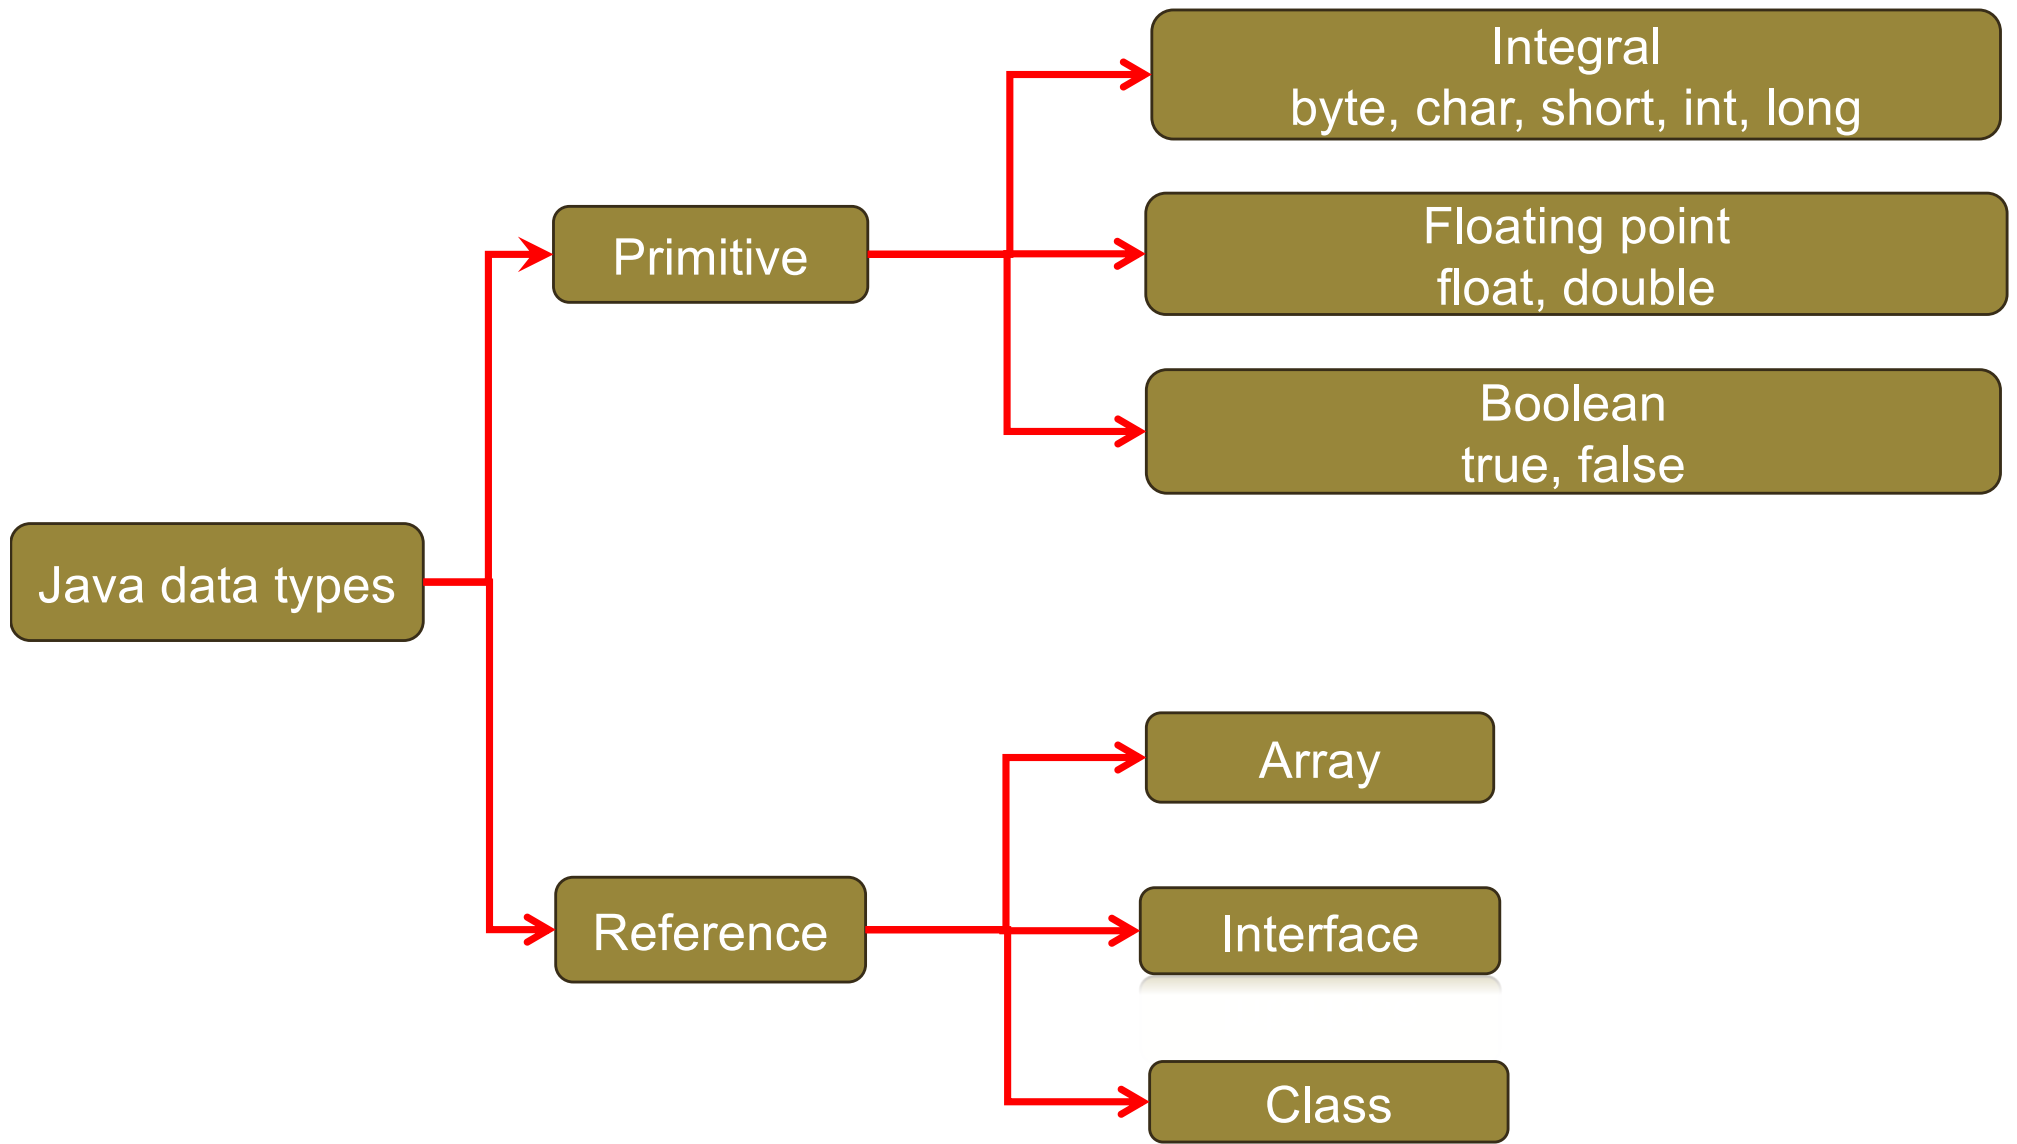 Java data types
Primitive
Integral
byte, char, short, int, long
Floating point
float, double
Boolean
true, false
Reference
Array
Interface
Class